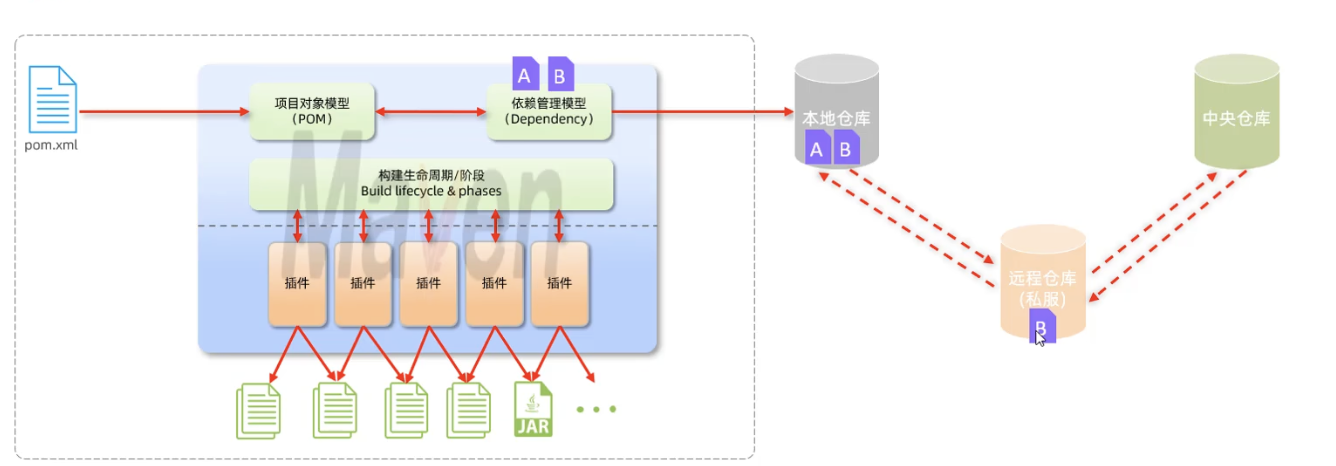 pom.xml
项目对象模型
（POM）
A B
依赖管理模型
（Dependency）
构建生命周期/阶段
Build lifecycle & phases
Maven
插件
插件
插件
插件
插件
JAR
本地仓库
A B
中央仓库
远程仓库
(私服)
B